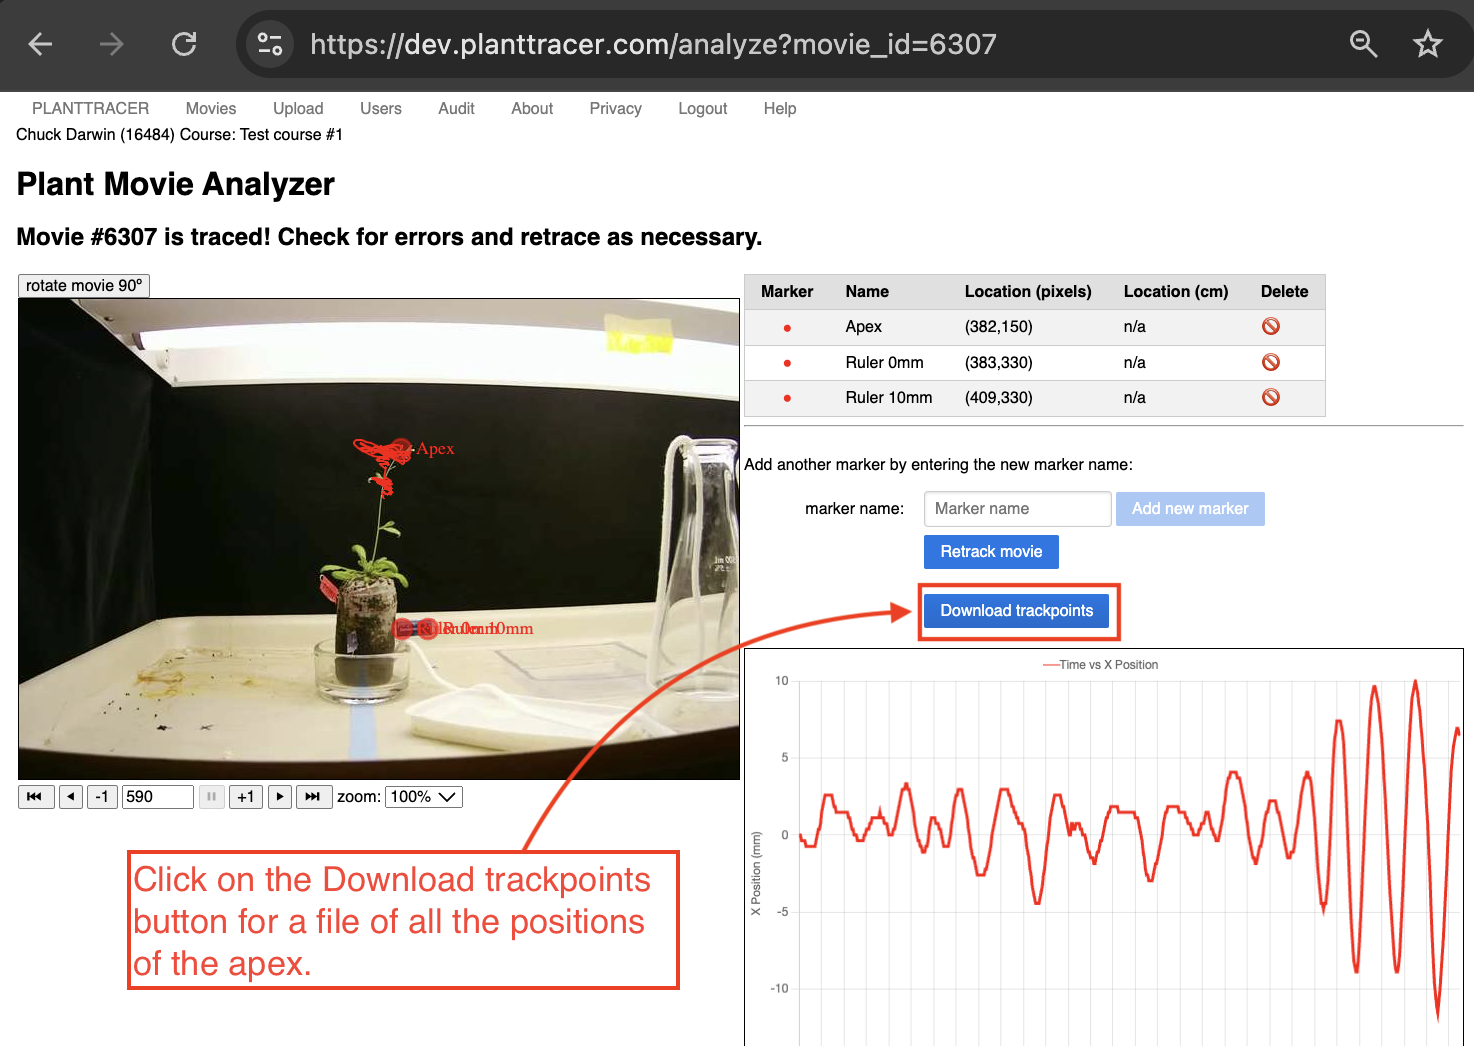 https://dev.planttracer.com/analyze?movie_id=6307
PLANTTRACER Movies Upload Users Audit About Privacy Logout Help
Chuck Darwin (16484) Course: Test course #1
Plant Movie Analyzer
Movie #6307 is traced! Check for errors and retrace as necessary.
rotate movie 90º
Apex
Ruler 0mm
Ruler 10mm
-1 590 +1 zoom: 100%
Marker Name Location (pixels) Location (cm) Delete
Apex (382,150) n/a
Ruler 0mm (383,330) n/a
Ruler 10mm (409,330) n/a
Add another marker by entering the new marker name:
marker name: Marker name Add new marker
Retrack movie
Download trackpoints
Click on the Download trackpoints
button for a file of all the positions
of the apex.
Time vs X Position
X Position (mm)
10
5
0
-5
-10